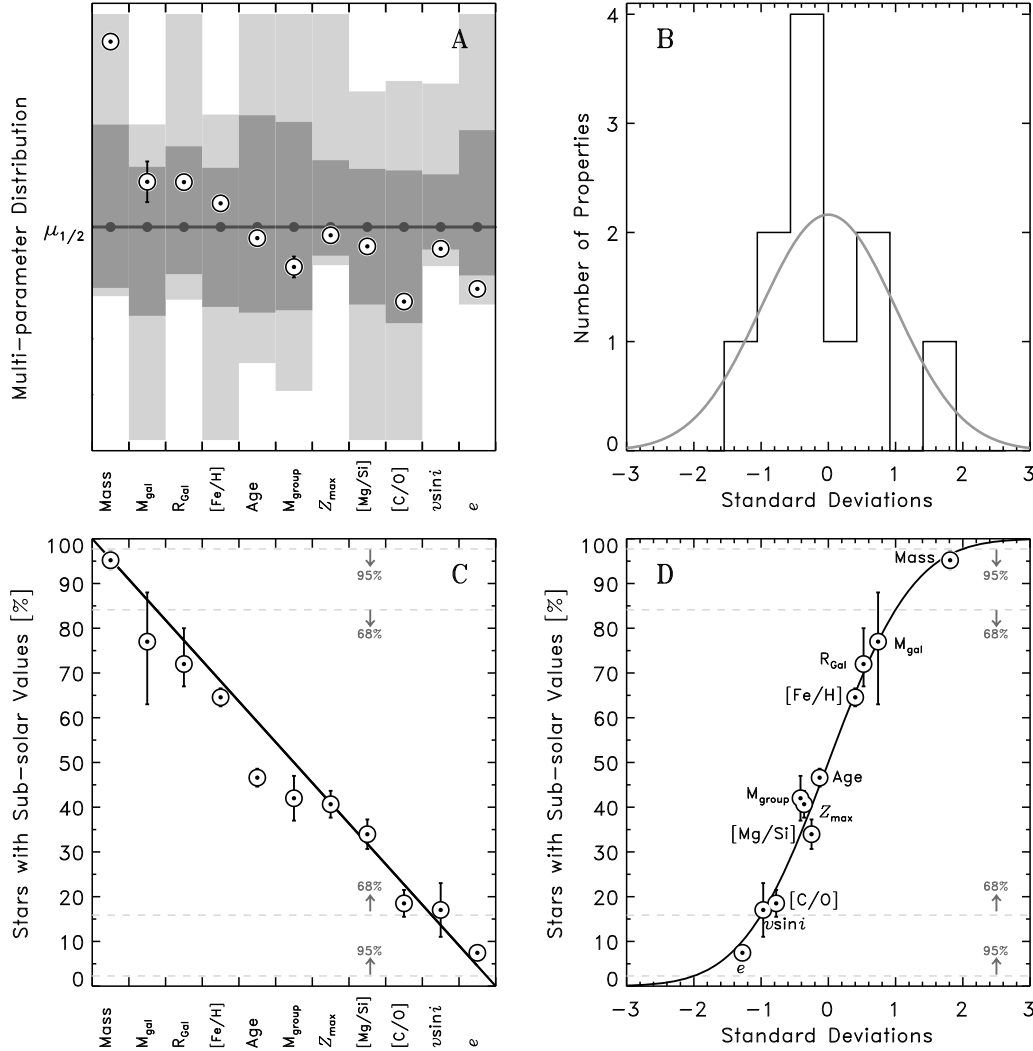 A
Multi-parameter Distribution
μ1/2
Mass
Mgal
RGal
[Fe/H]
Age
Mgroup
Zmax
[Mg/Si]
[C/O]
vsini
e
B
Number of Properties
4
3
2
1
0
−3
−2
−1
0
1
2
3
Standard Deviations
C
Stars with Sub−solar Values [%]
100
90
80
70
60
50
40
30
20
10
0
95%
68%
68%
95%
Mass
Mgal
RGal
[Fe/H]
Age
Mgroup
Zmax
[Mg/Si]
[C/O]
vsini
e
D
Stars with Sub−solar Values [%]
100
90
80
70
60
50
40
30
20
10
0
Mass
95%
68%
Mgal
RGal
[Fe/H]
Age
Mgroup
Zmax
[Mg/Si]
[C/O]
68%
vsini
e
95%
−3
−2
−1
0
1
2
3
Standard Deviations